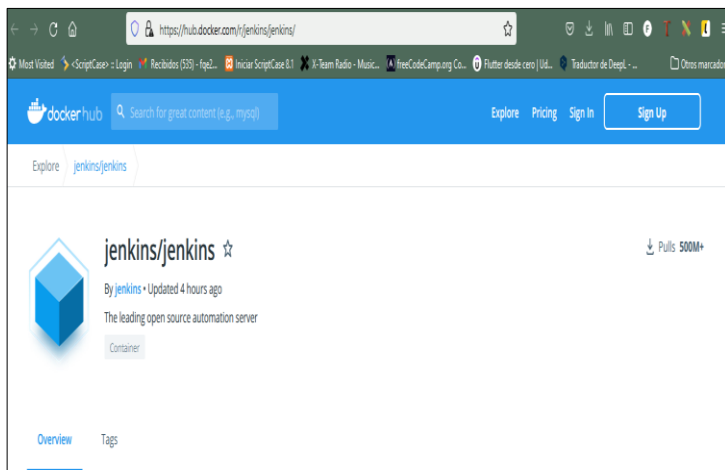 https://hub.docker.com/r/jenkins/jenkins/
Most Visited <ScriptCase> :: Login Recibidos (535) - fqe2... Iniciar ScriptCase 8.1 X-Team Radio - Music... freeCodeCamp.org Co... Flutter desde cero | Ud... Traductor de DeepL - ... Otros marcador
docker hub Search for great content (e.g., mysql) Explore Pricing Sign In Sign Up
Explore jenkins/jenkins
jenkins/jenkins
Pulls 500M+
By jenkins • Updated 4 hours ago
The leading open source automation server
Container
Overview Tags